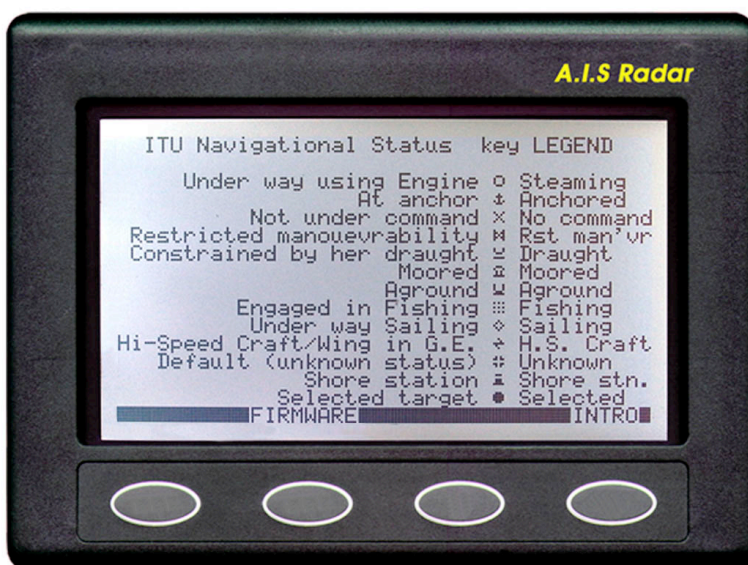 A.I.S Radar
ITU Navigational Status key LEGEND
Under way using Engine Steaming
At anchor Anchored
Not under command No command
Restricted manouevrability Rst man'vr
Constrained by her draught Draught
Moored Moored
Aground Aground
Engaged in Fishing Fishing
Under way Sailing Sailing
Hi-Speed Craft/Wing in G.E. H.S. Craft
Default (unknown status) Unknown
Shore station Shore stn.
Selected target Selected
FIRMWARE INTRO